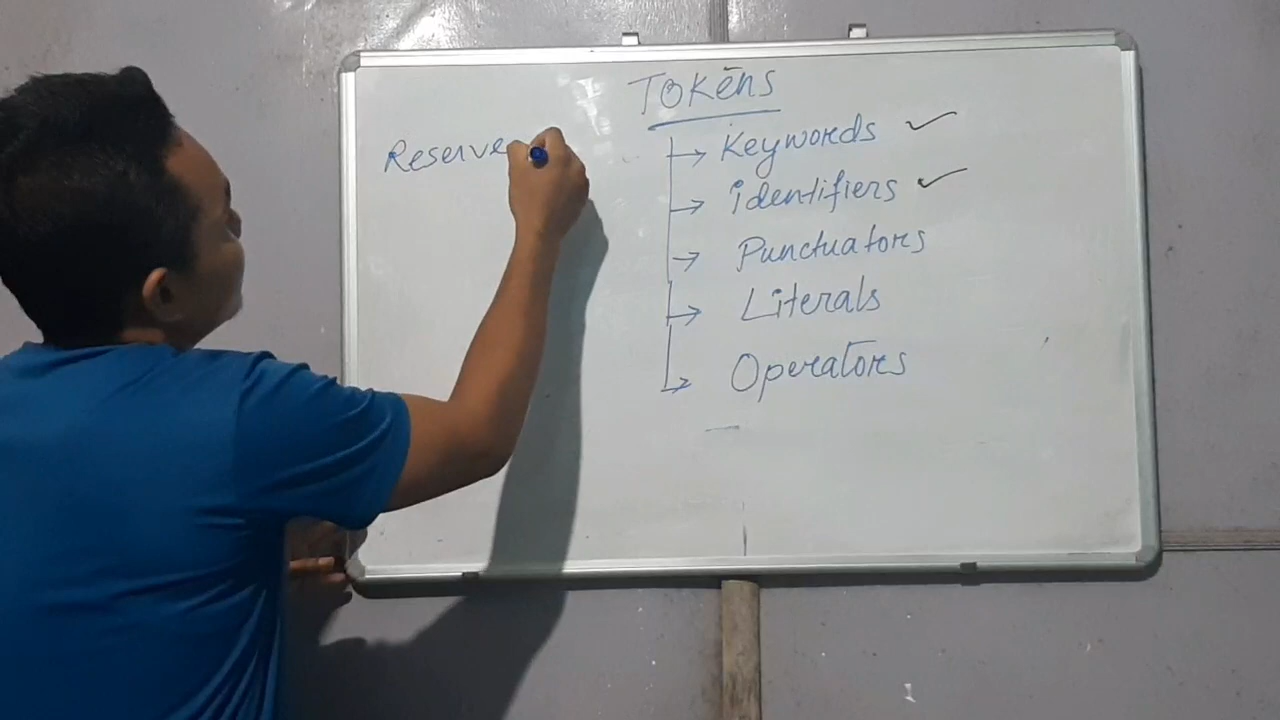 TOKENS
Reserve
Keywords
identifiers
Punctuators
Literals
Operators